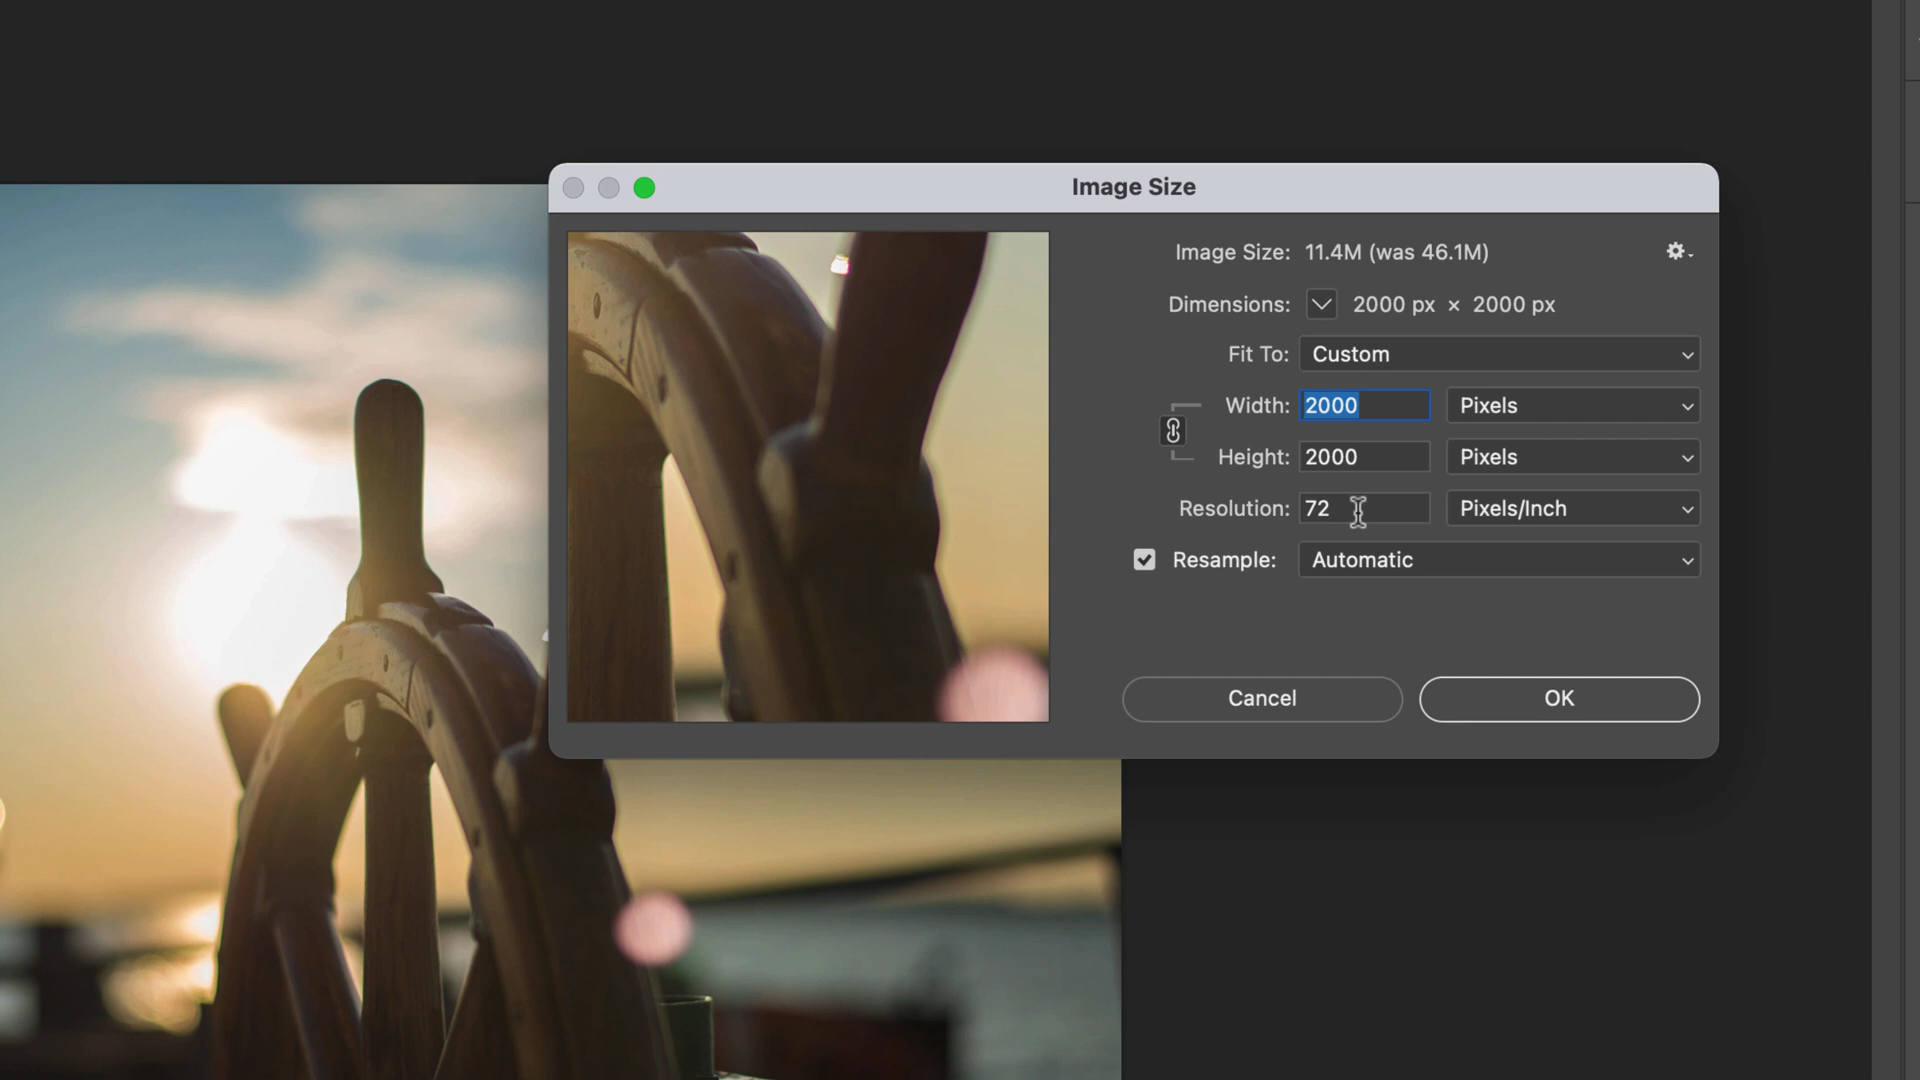 Image Size
Image Size: 11.4M (was 46.1M)
Dimensions: 2000 px × 2000 px
Fit To: Custom
Width: 2000 Pixels
Height: 2000 Pixels
Resolution: 72 Pixels/Inch
Resample: Automatic
Cancel OK